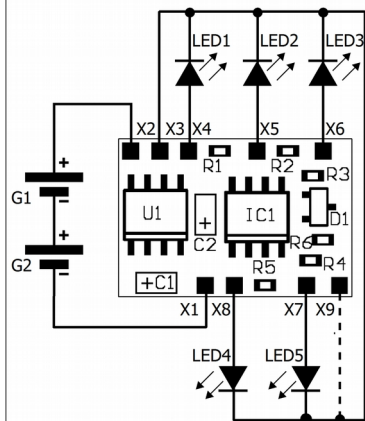 LED1 LED2 LED3
X2 X3 X4 X5 X6
+
G1
−
+
G2
−
R1 R2
R3
U1 + C2 IC1 D1
R6
R5 R4
+C1
X1 X8 X7 X9
LED4 LED5